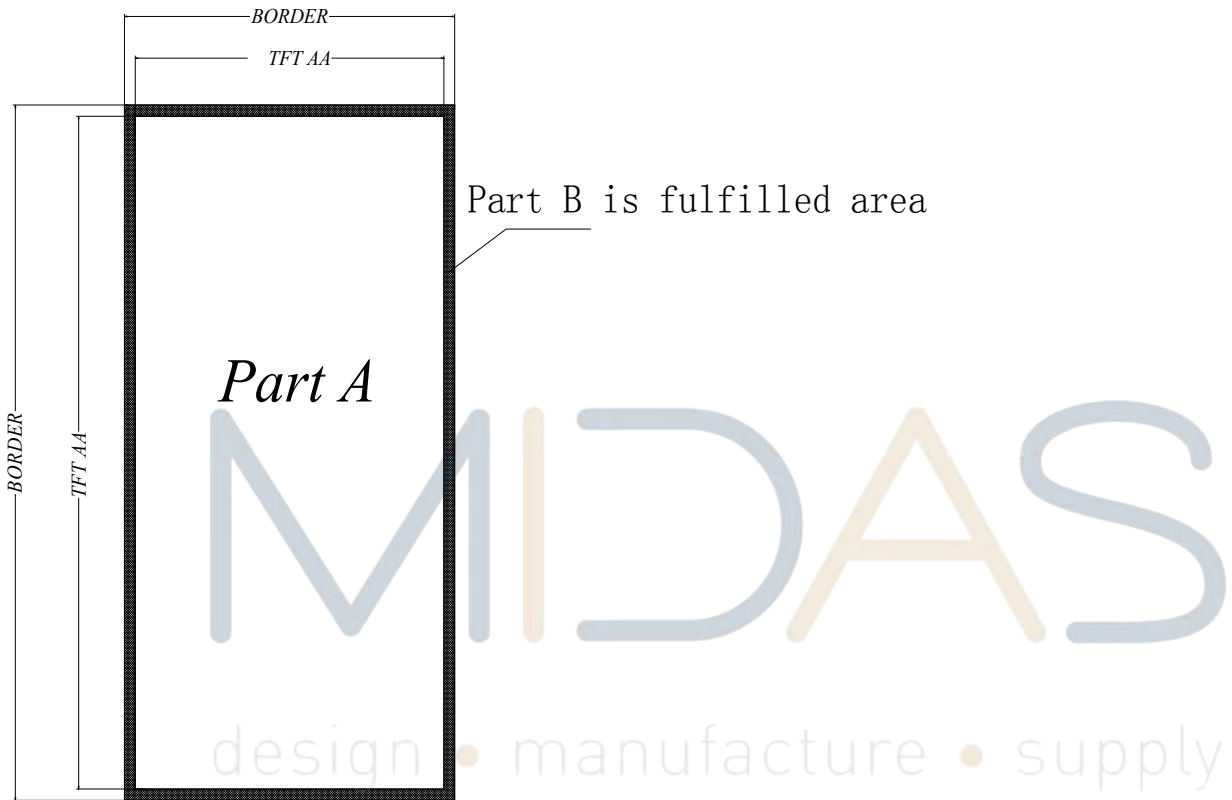 BORDER
TFT AA
Part B is fulfilled area
Part A
BORDER
TFT AA
MIDAS
design • manufacture • supply